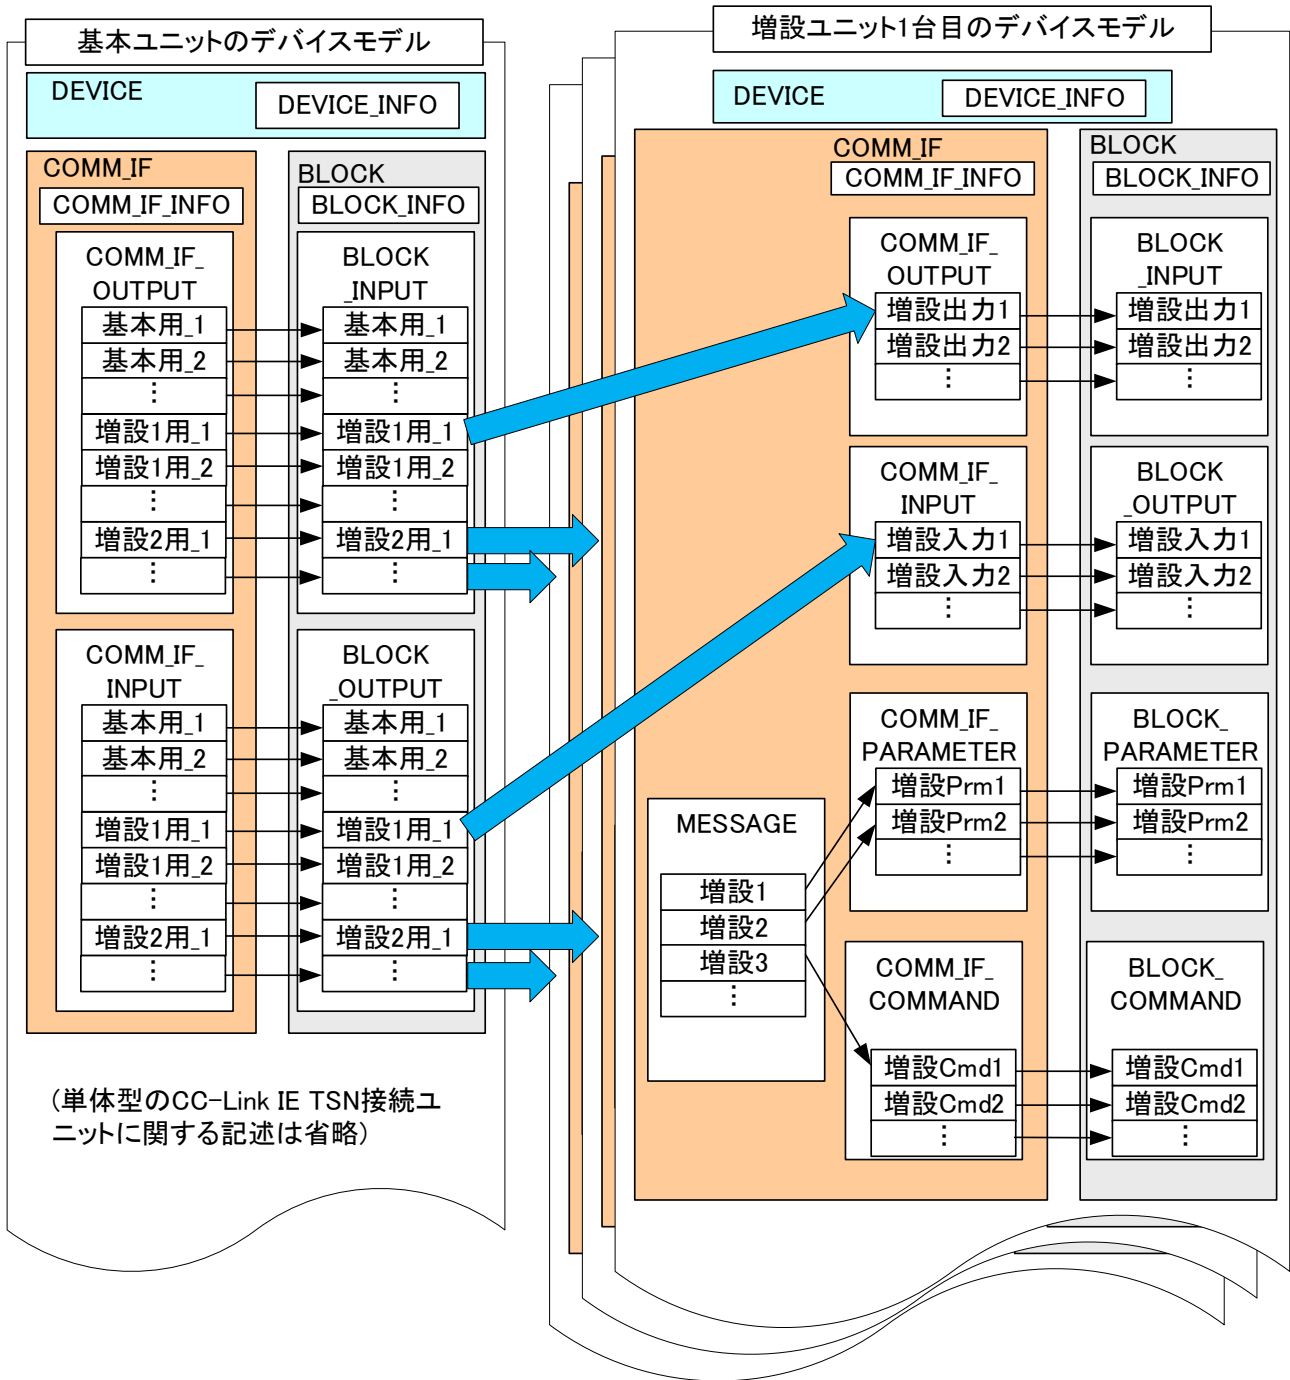 基本ユニットのデバイスモデル
DEVICE
DEVICE_INFO
COMM_IF
COMM_IF_INFO
COMM_IF_
OUTPUT
基本用_1
基本用_2
⋮
増設1用_1
増設1用_2
⋮
増設2用_1
⋮
COMM_IF_
INPUT
基本用_1
基本用_2
⋮
増設1用_1
増設1用_2
⋮
増設2用_1
⋮
BLOCK
BLOCK_INFO
BLOCK
_INPUT
基本用_1
基本用_2
⋮
増設1用_1
増設1用_2
⋮
増設2用_1
⋮
BLOCK
_OUTPUT
基本用_1
基本用_2
⋮
増設1用_1
増設1用_2
⋮
増設2用_1
⋮
(単体型のCC-Link IE TSN接続ユ
ニットに関する記述は省略)
増設ユニット1台目のデバイスモデル
DEVICE
DEVICE_INFO
COMM_IF
COMM_IF_INFO
COMM_IF_
OUTPUT
増設出力1
増設出力2
⋮
COMM_IF_
INPUT
増設入力1
増設入力2
⋮
COMM_IF_
PARAMETER
増設Prm1
増設Prm2
⋮
MESSAGE
増設1
増設2
増設3
⋮
COMM_IF_
COMMAND
増設Cmd1
増設Cmd2
⋮
BLOCK
BLOCK_INFO
BLOCK
_INPUT
増設出力1
増設出力2
⋮
BLOCK
_OUTPUT
増設入力1
増設入力2
⋮
BLOCK_
PARAMETER
増設Prm1
増設Prm2
⋮
BLOCK_
COMMAND
増設Cmd1
増設Cmd2
⋮